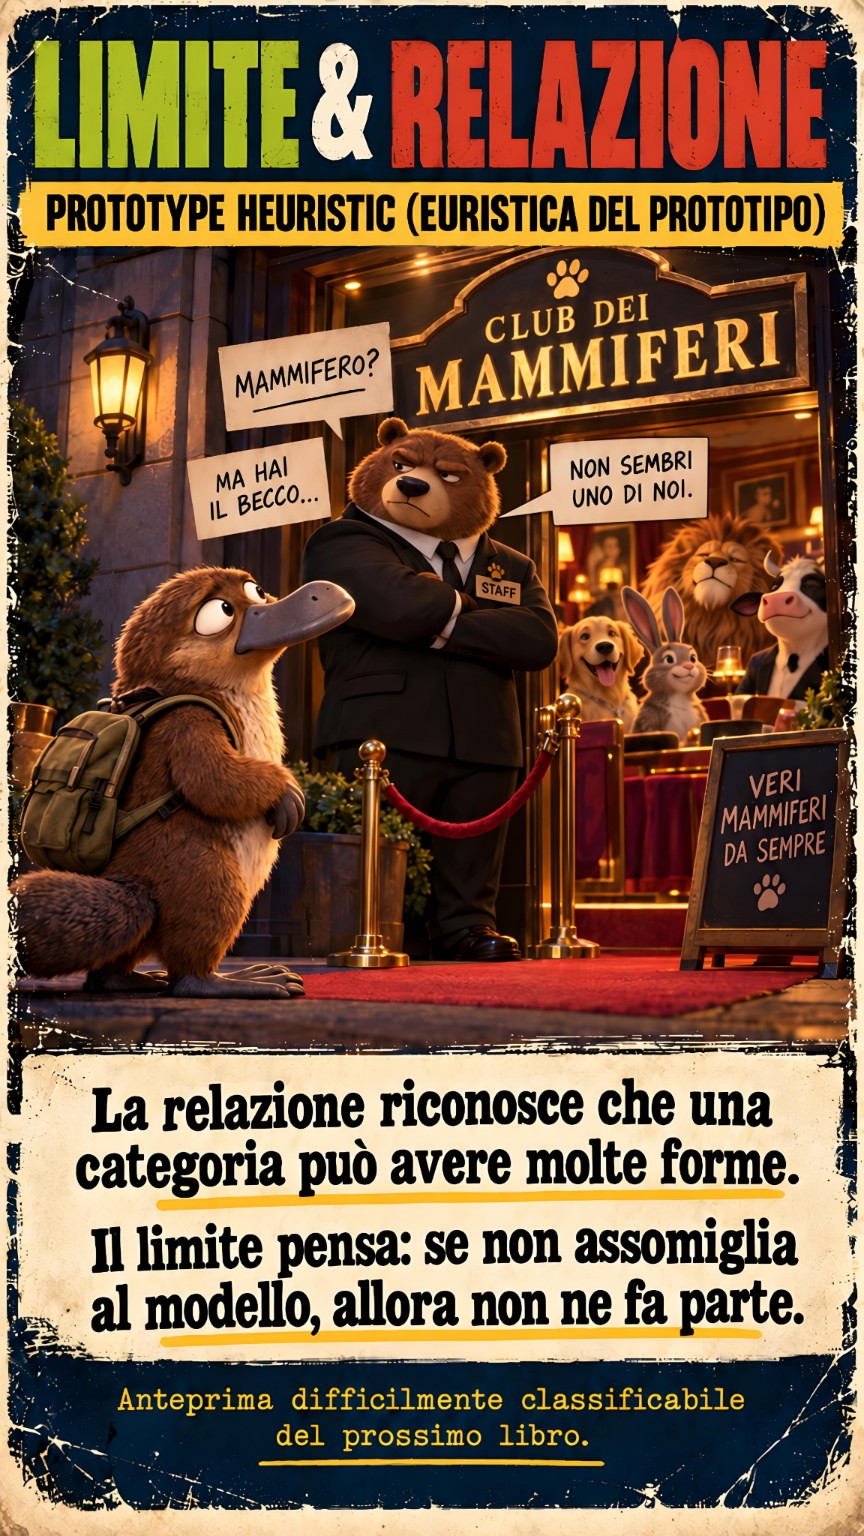 LIMITE & RELAZIONE
PROTOTYPE HEURISTIC (EURISTICA DEL PROTOTIPO)
CLUB DEI
MAMMIFERI
MAMMIFERO?
MA HAI
IL BECCO...
NON SEMBRI
UNO DI NOI.
STAFF
VERI
MAMMIFERI
DA SEMPRE
La relazione riconosce che una
categoria può avere molte forme.
Il limite pensa: se non assomiglia
al modello, allora non ne fa parte.
Anteprima difficilmente classificabile
del prossimo libro.